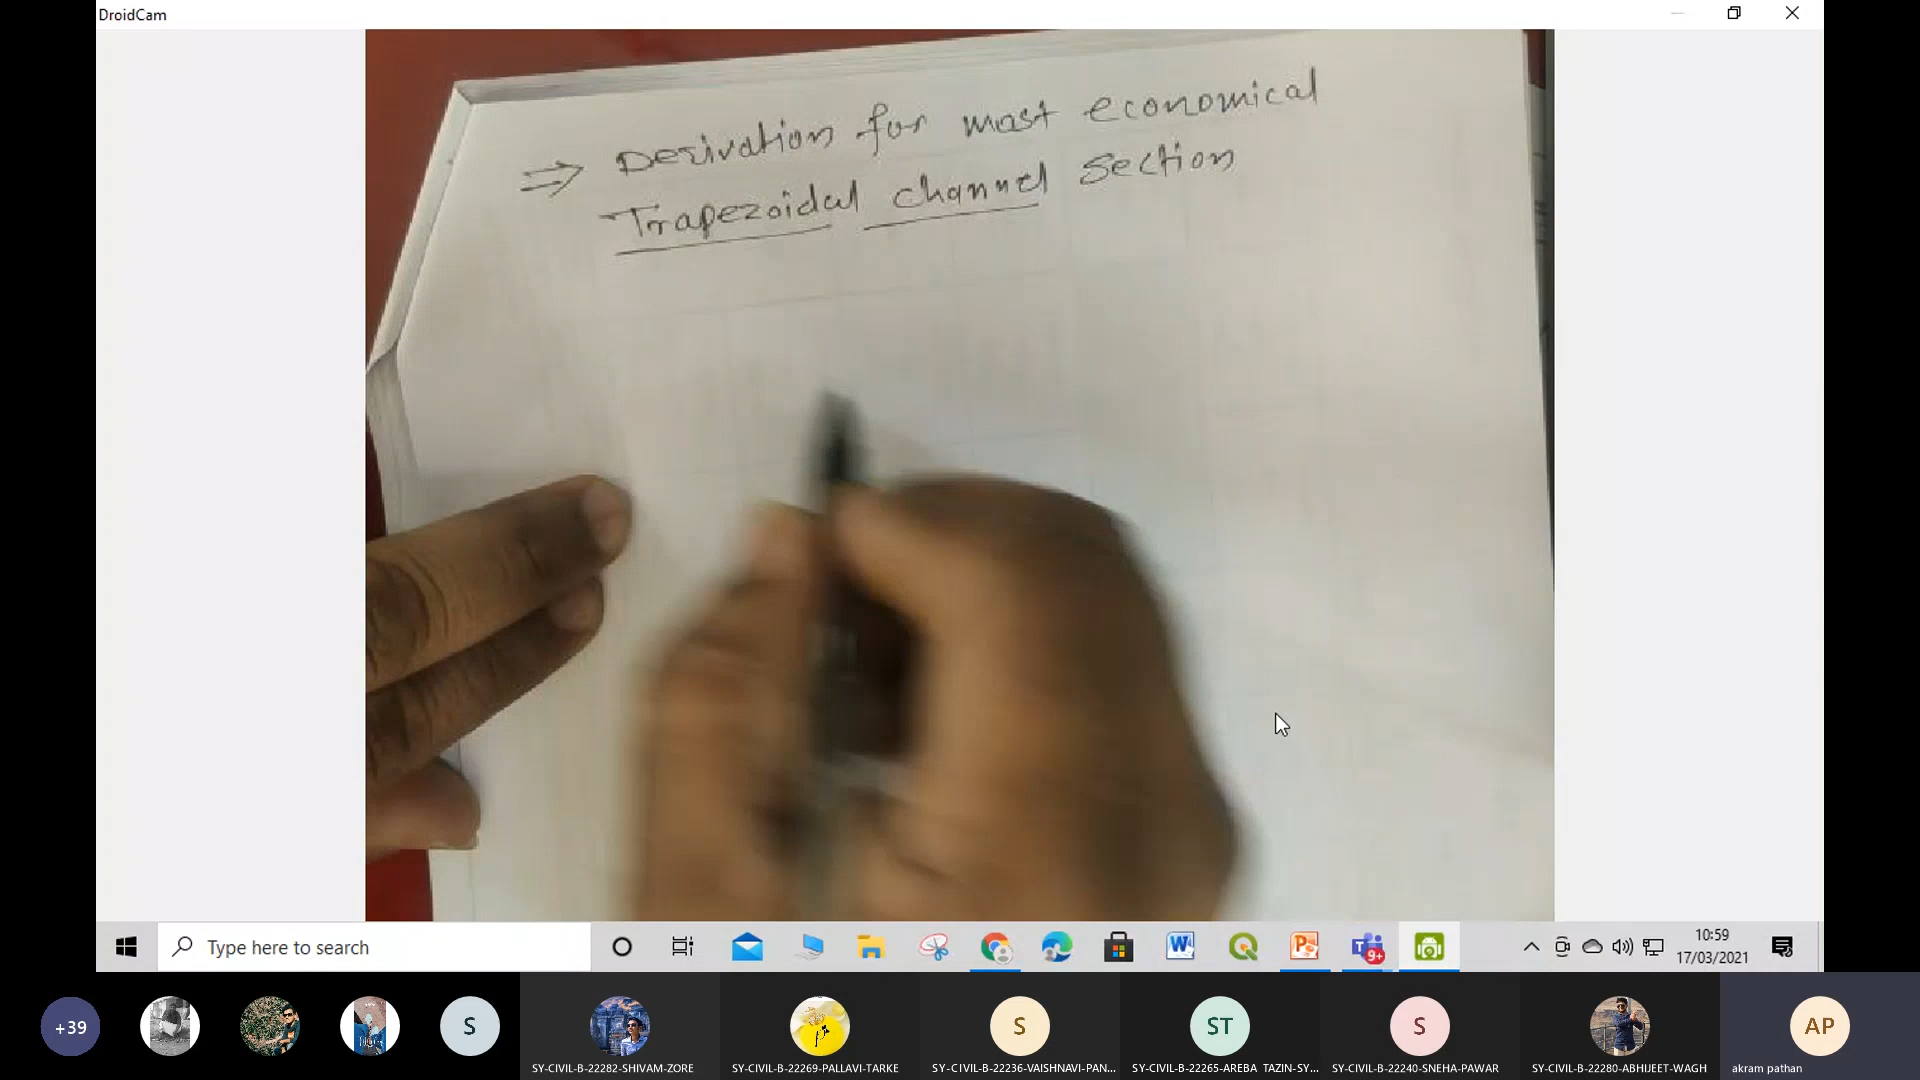 DroidCam
⇒ Derivation for most economical
Trapezoidal channel section
Type here to search
9+
10:59
17/03/2021
+39
S
S
ST
S
AP
SY-CIVIL-B-22282-SHIVAM-ZORE
SY-CIVIL-B-22269-PALLAVI-TARKE
SY-CIVIL-B-22236-VAISHNAVI-PAN...
SY-CIVIL-B-22265-AREBA TAZIN-SY...
SY-CIVIL-B-22240-SNEHA-PAWAR
SY-CIVIL-B-22280-ABHIJEET-WAGH
akram pathan